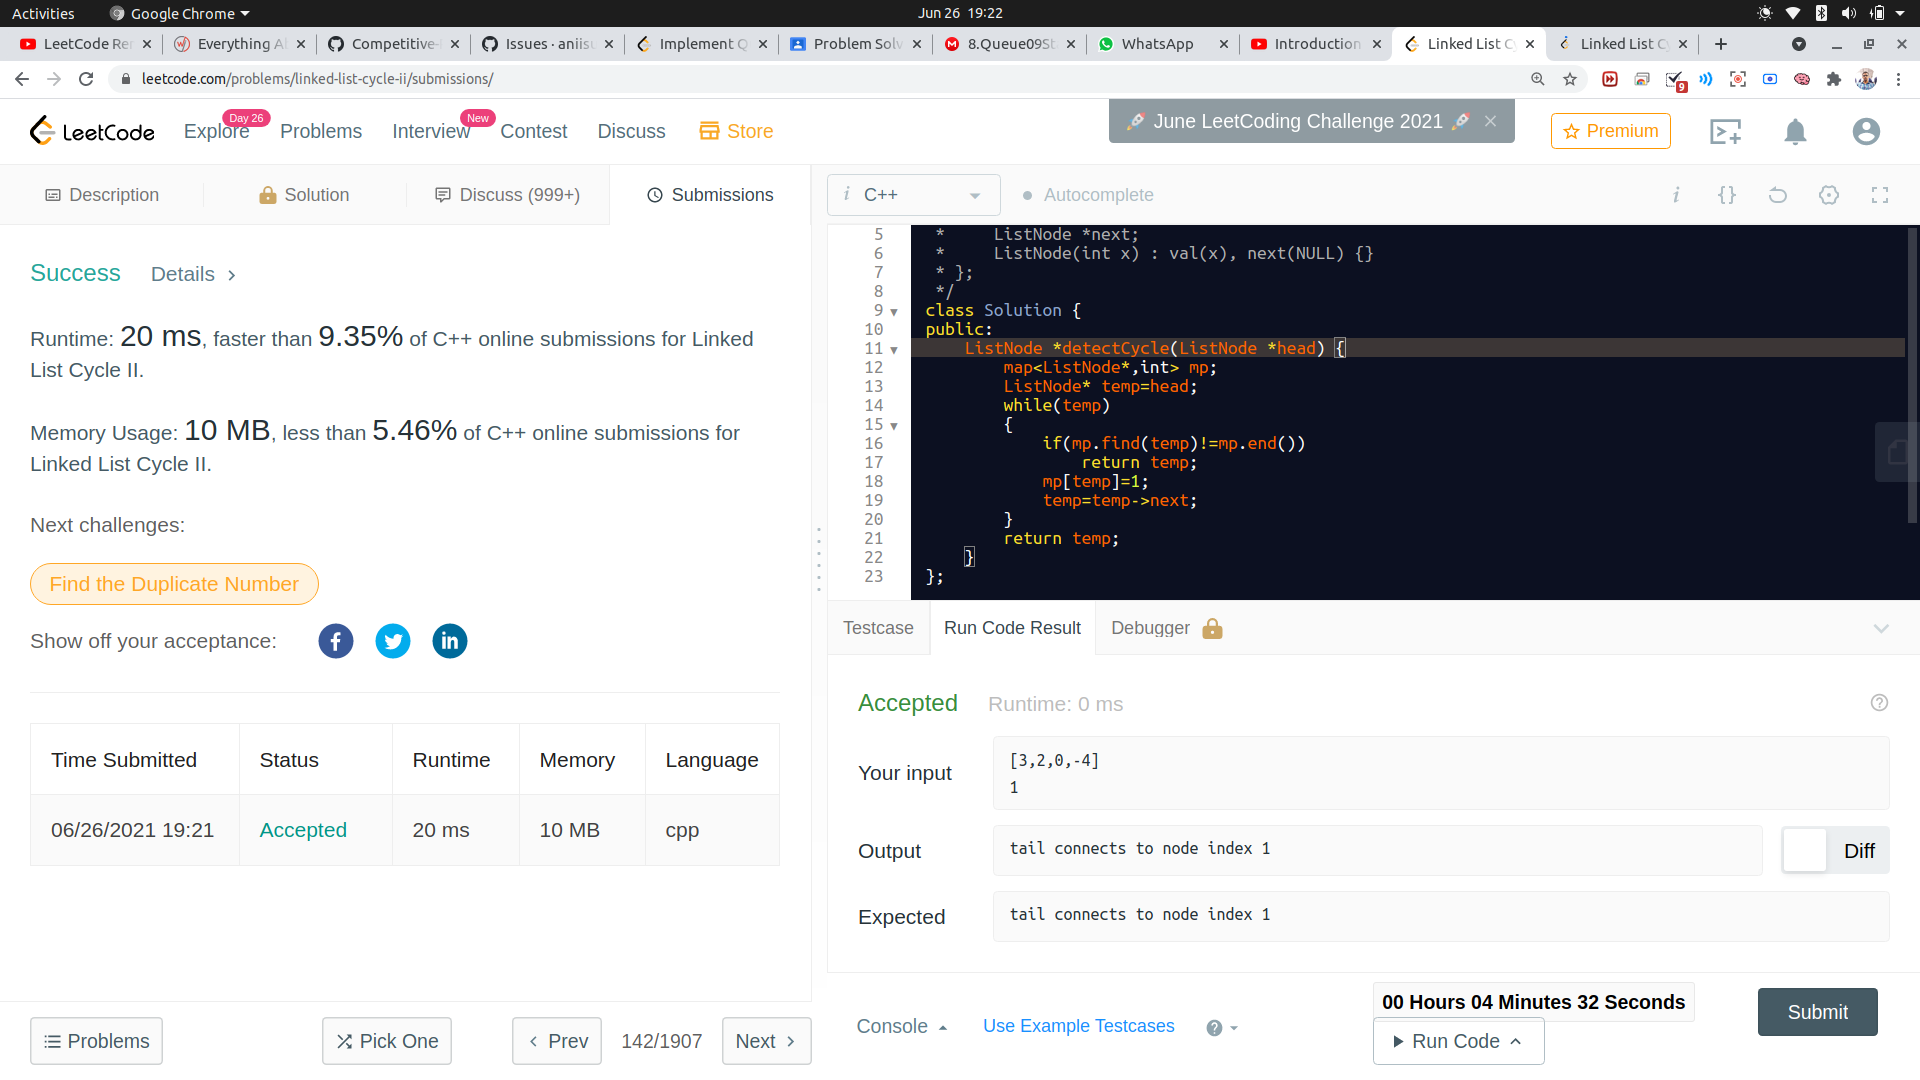 Activities
Google Chrome
Jun 26 19:22
LeetCode Re
Everything A
Competitive-
Issues · aniisu
Implement Q
Problem Solv
8.Queue09St
WhatsApp
Introduction
Linked List C
Linked List C
leetcode.com/problems/linked-list-cycle-ii/submissions/
9
LeetCode
Explore
Day 26
Problems
Interview
New
Contest
Discuss
Store
🚀 June LeetCoding Challenge 2021 🚀
Premium
Description
Solution
Discuss (999+)
Submissions
i C++
Autocomplete
i {}
Success Details
Runtime: 20 ms, faster than 9.35% of C++ online submissions for Linked
List Cycle II.
Memory Usage: 10 MB, less than 5.46% of C++ online submissions for
Linked List Cycle II.
Next challenges:
Find the Duplicate Number
Show off your acceptance:
Time Submitted Status Runtime Memory Language
06/26/2021 19:21 Accepted 20 ms 10 MB cpp
Problems
Pick One
Prev
142/1907
Next
5 * ListNode *next;
6 * ListNode(int x) : val(x), next(NULL) {}
7 * };
8 */
9 class Solution {
10 public:
11 ListNode *detectCycle(ListNode *head) {
12 map<ListNode*,int> mp;
13 ListNode* temp=head;
14 while(temp)
15 {
16 if(mp.find(temp)!=mp.end())
17 return temp;
18 mp[temp]=1;
19 temp=temp->next;
20 }
21 return temp;
22 }
23 };
Testcase
Run Code Result
Debugger
Accepted Runtime: 0 ms
Your input
[3,2,0,-4]
1
Output
tail connects to node index 1
Diff
Expected
tail connects to node index 1
Console
Use Example Testcases
00 Hours 04 Minutes 32 Seconds
Run Code
Submit